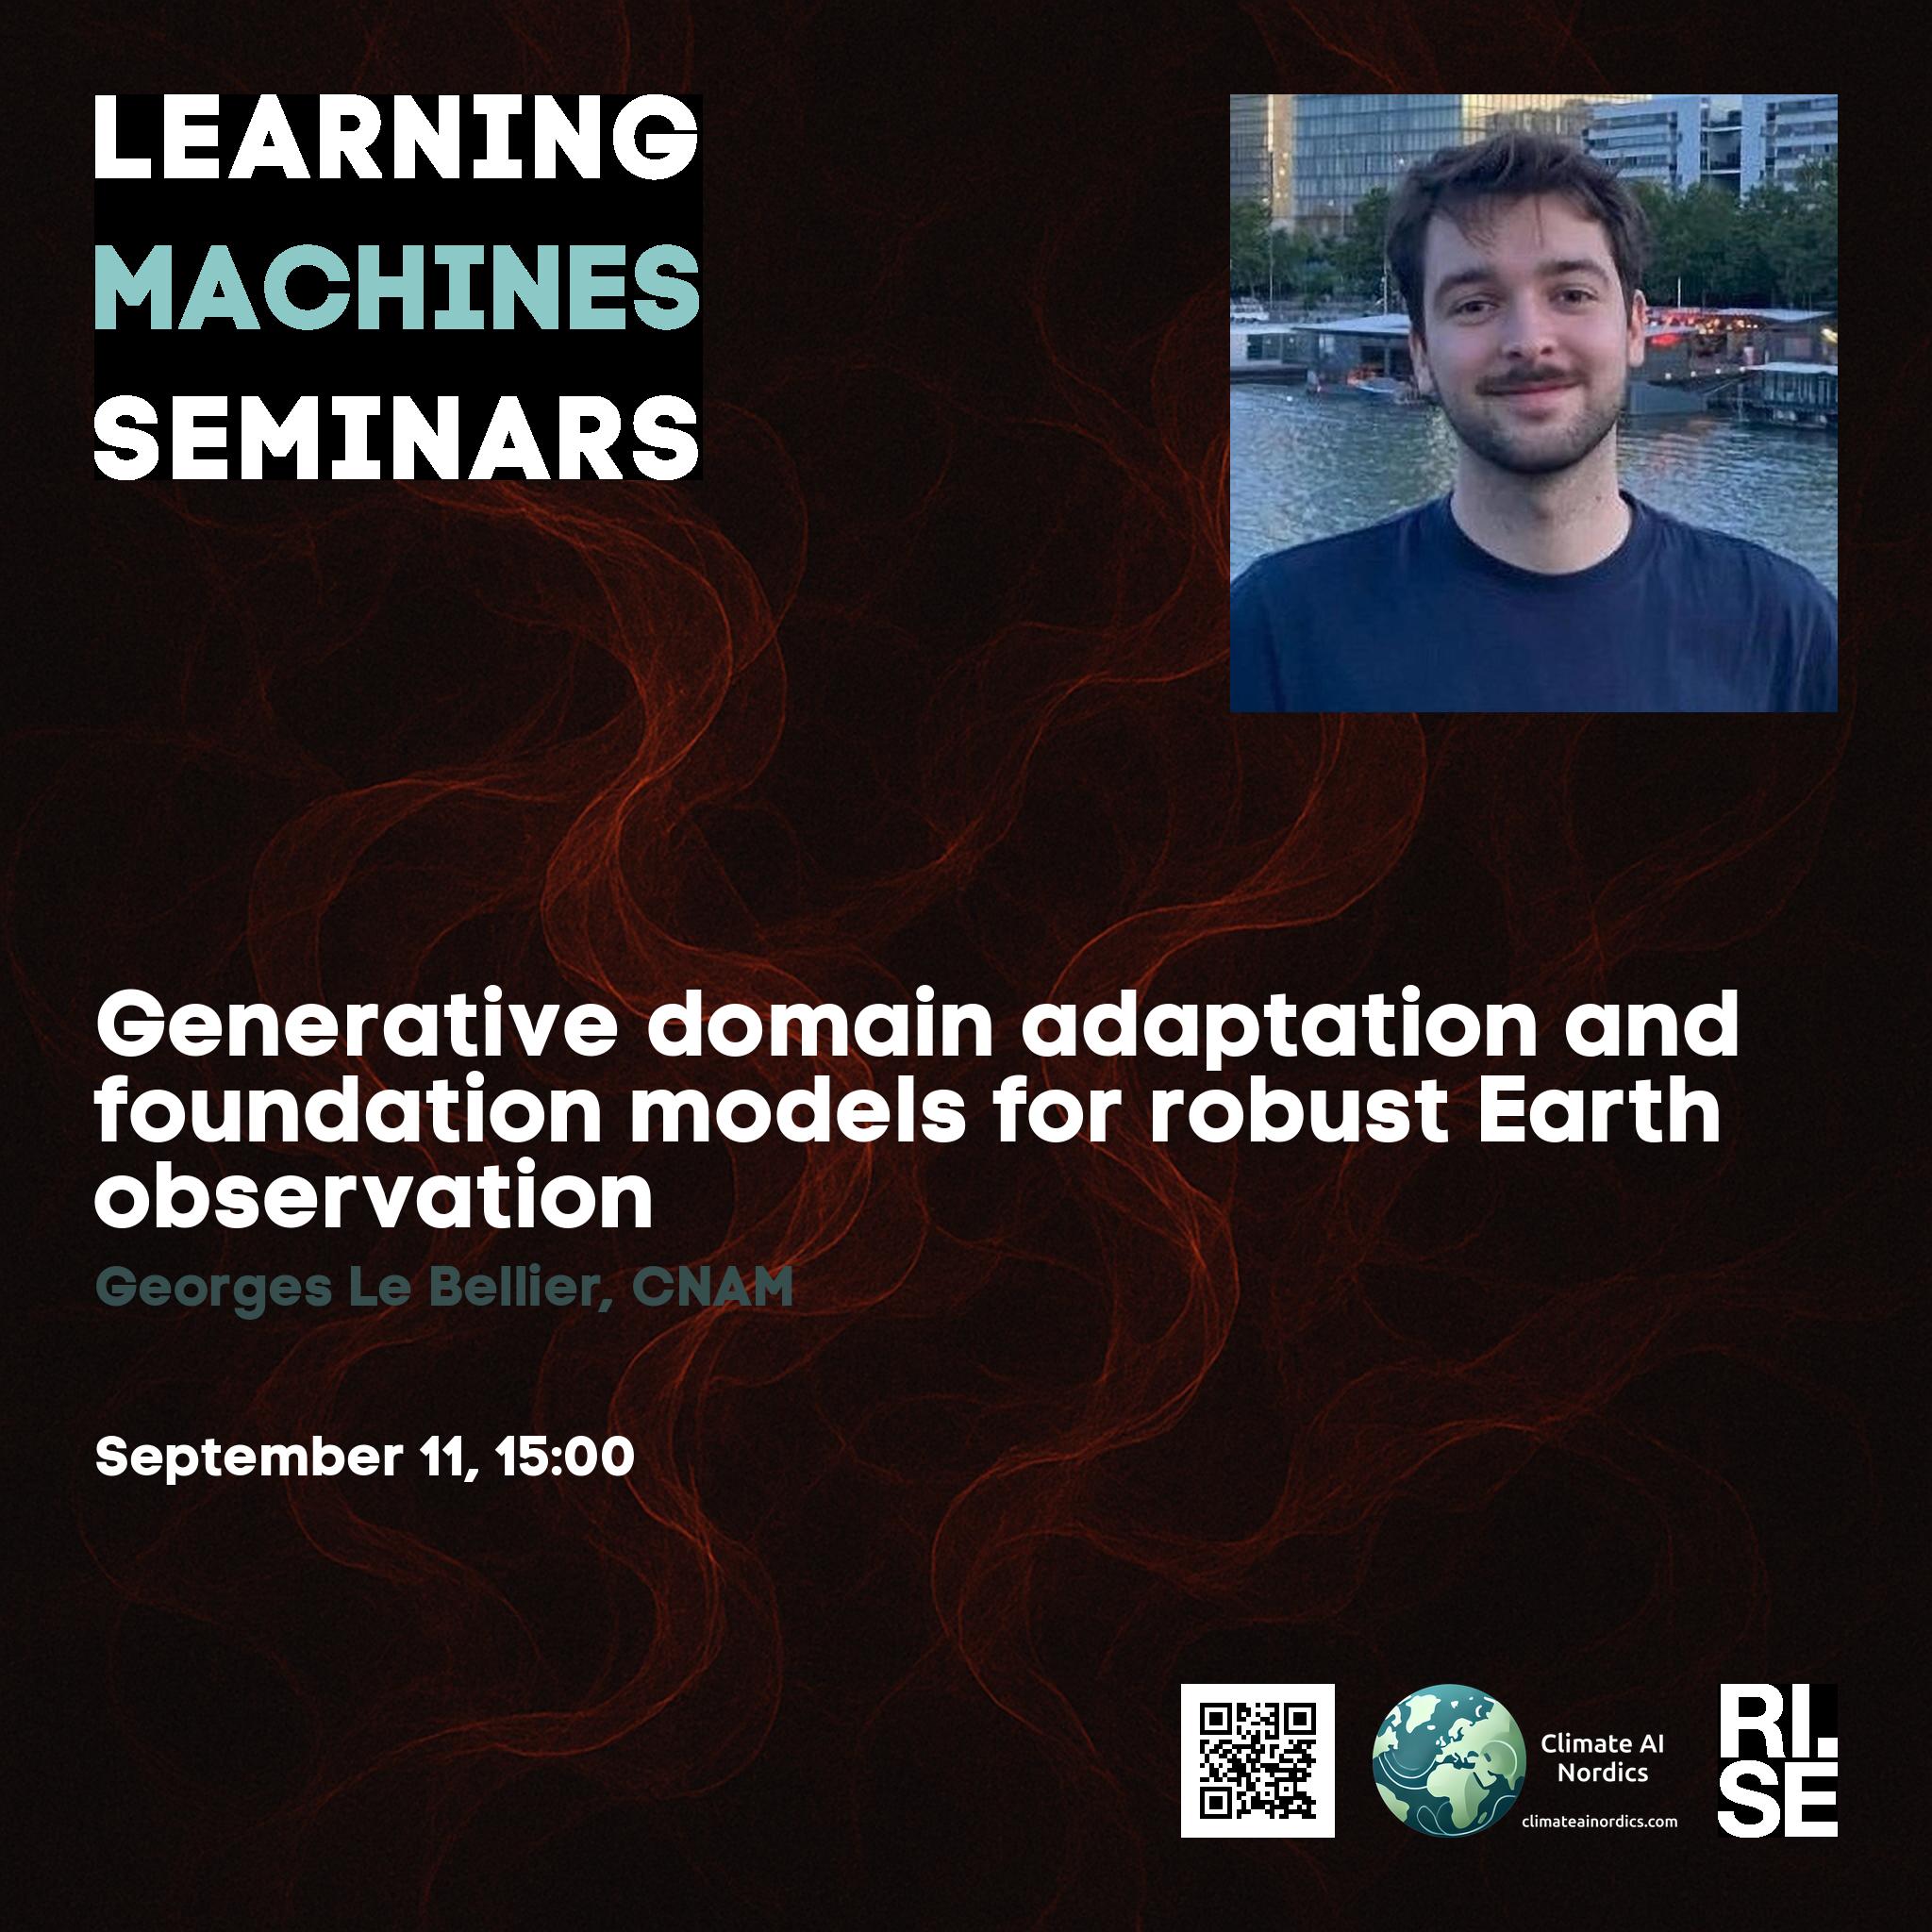 LEARNING
MACHINES
SEMINARS
Generative domain adaptation and
foundation models for robust Earth
observation
Georges Le Bellier, CNAM
September 11, 15:00
Climate AI
Nordics
climateainordics.com
RI.
SE